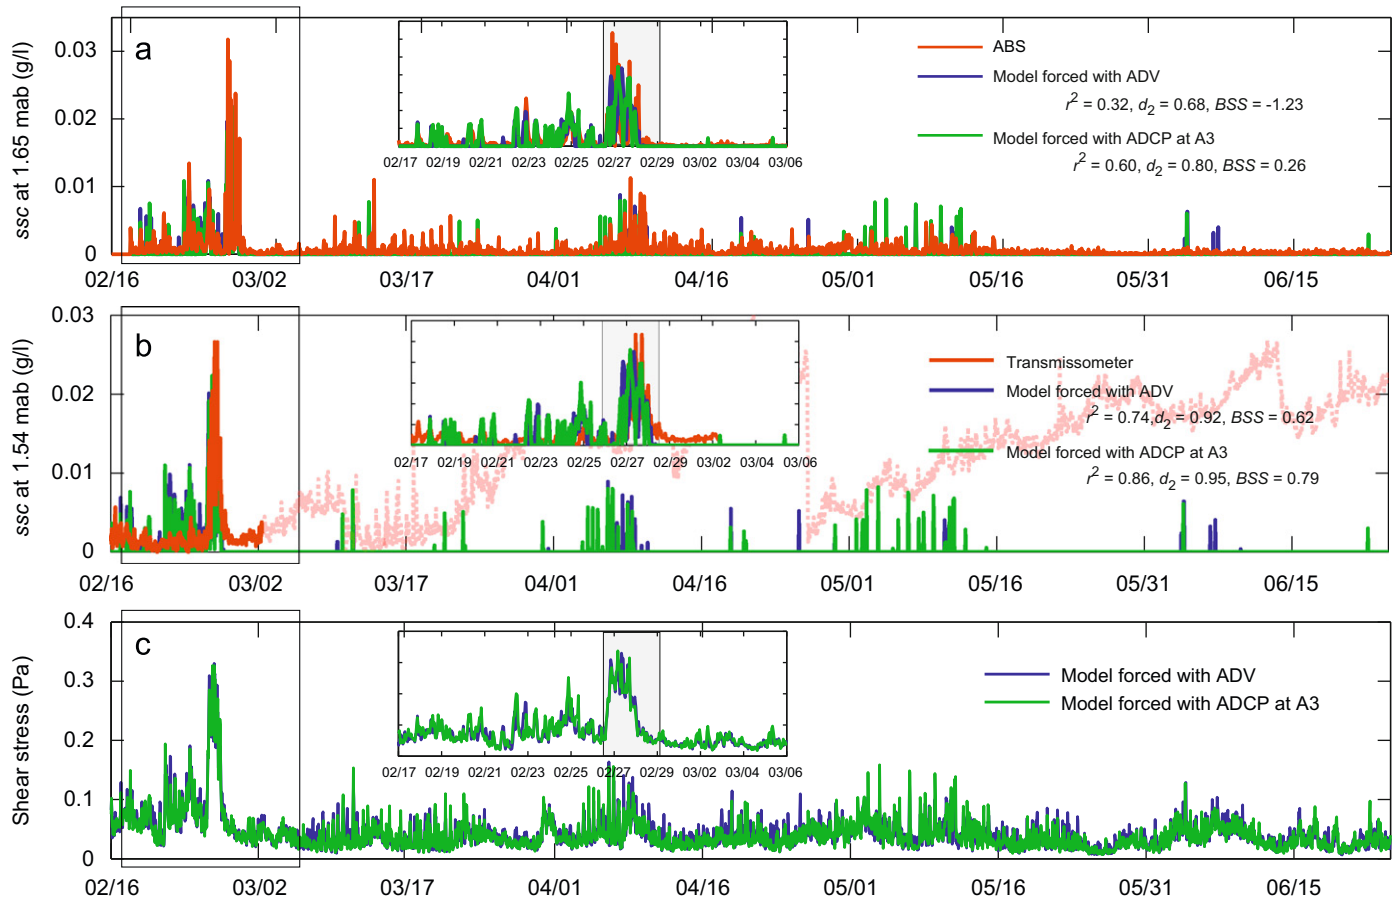 a
ssc at 1.65 mab (g/l)
0.03
0.02
0.01
0
ABS
Model forced with ADV
r² = 0.32, d₂ = 0.68, BSS = -1.23
Model forced with ADCP at A3
r² = 0.60, d₂ = 0.80, BSS = 0.26
02/17 02/19 02/21 02/23 02/25 02/27 02/29 03/02 03/04 03/06
02/16 03/02 03/17 04/01 04/16 05/01 05/16 05/31 06/15
b
ssc at 1.54 mab (g/l)
0.03
0.02
0.01
0
Transmissometer
Model forced with ADV
r² = 0.74, d₂ = 0.92, BSS = 0.62
Model forced with ADCP at A3
r² = 0.86, d₂ = 0.95, BSS = 0.79
02/17 02/19 02/21 02/23 02/25 02/27 02/29 03/02 03/04 03/06
02/16 03/02 03/17 04/01 04/16 05/01 05/16 05/31 06/15
c
Shear stress (Pa)
0.4
0.3
0.2
0.1
0
Model forced with ADV
Model forced with ADCP at A3
02/17 02/19 02/21 02/23 02/25 02/27 02/29 03/02 03/04 03/06
02/16 03/02 03/17 04/01 04/16 05/01 05/16 05/31 06/15